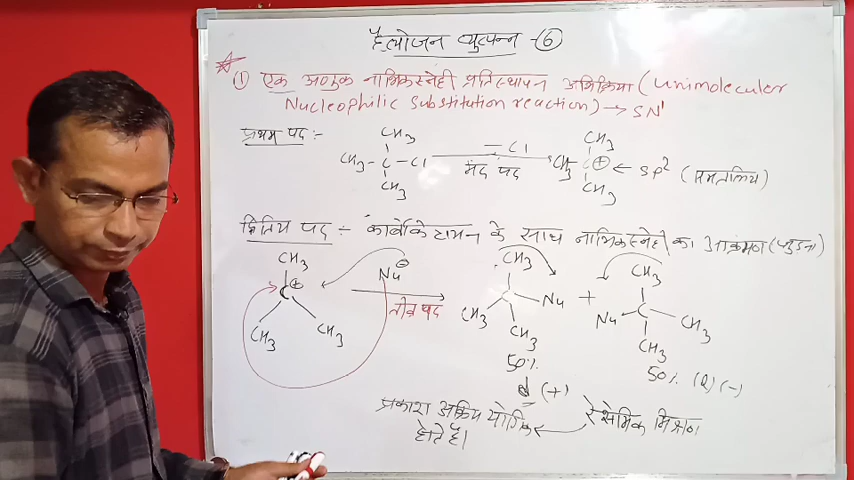 हैलोजन व्युत्पन्न -⑥
① एक अणुक नाभिकस्नेही प्रतिस्थापन अभिक्रिया (Unimolecular
Nucleophilic substitution reaction) → SN¹
प्रथम पद :-
CH₃
CH₃-C-Cl
CH₃
-Cl
मंद पद
CH₃
CH₃-C ⊕ ← SP² (समतलीय)
CH₃
द्वितिय पद :- कार्बोकेटायन के साथ नाभिकस्नेही का आक्रमण (जुड़ना)
CH₃
C⊕
CH₃ CH₃
Nu⊖
तीव्र पद
CH₃
C-Nu
CH₃
CH₃
50%
d (+)
+
CH₃
Nu-C
CH₃
CH₃
50% (l) (-)
प्रकाश अक्रिय योगिक ← रेसेमिक मिश्रण
होते है।